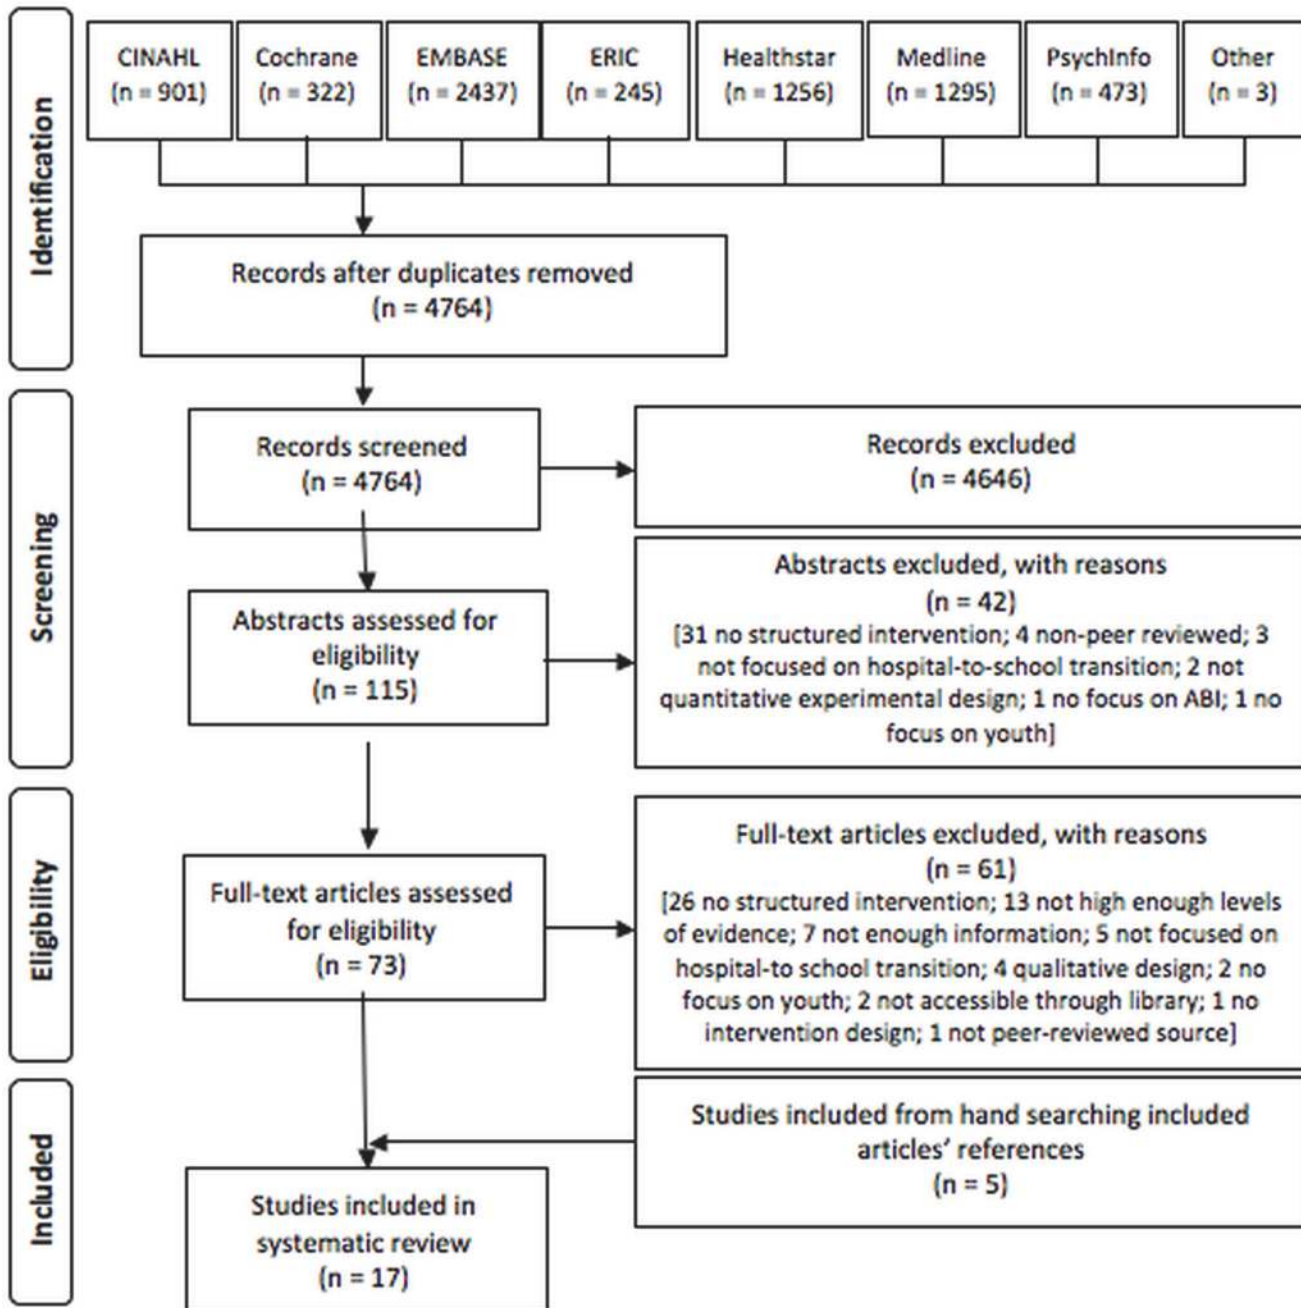 Identification
CINAHL
(n = 901)
Cochrane
(n = 322)
EMBASE
(n = 2437)
ERIC
(n = 245)
Healthstar
(n = 1256)
Medline
(n = 1295)
PsychInfo
(n = 473)
Other
(n = 3)
Records after duplicates removed
(n = 4764)
Screening
Records screened
(n = 4764)
Records excluded
(n = 4646)
Abstracts assessed for
eligibility
(n = 115)
Abstracts excluded, with reasons
(n = 42)
[31 no structured intervention; 4 non-peer reviewed; 3
not focused on hospital-to-school transition; 2 not
quantitative experimental design; 1 no focus on ABI; 1 no
focus on youth]
Eligibility
Full-text articles assessed
for eligibility
(n = 73)
Full-text articles excluded, with reasons
(n = 61)
[26 no structured intervention; 13 not high enough levels
of evidence; 7 not enough information; 5 not focused on
hospital-to school transition; 4 qualitative design; 2 no
focus on youth; 2 not accessible through library; 1 no
intervention design; 1 not peer-reviewed source]
Included
Studies included from hand searching included
articles' references
(n = 5)
Studies included in
systematic review
(n = 17)